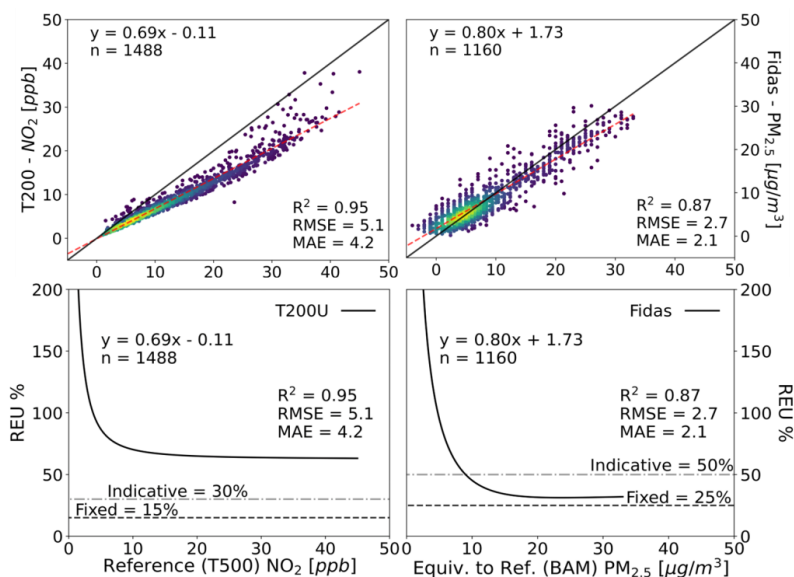 y = 0.69x - 0.11
n = 1488
R² = 0.95
RMSE = 5.1
MAE = 4.2
T200 - NO₂ [ppb]
50
40
30
20
10
0
0 10 20 30 40 50
y = 0.80x + 1.73
n = 1160
R² = 0.87
RMSE = 2.7
MAE = 2.1
Fidas - PM₂.₅ [µg/m³]
50
40
30
20
10
0
0 10 20 30 40 50
T200U
y = 0.69x - 0.11
n = 1488
R² = 0.95
RMSE = 5.1
MAE = 4.2
Indicative = 30%
Fixed = 15%
REU %
200
150
100
50
0
0 10 20 30 40 50
Reference (T500) NO₂ [ppb]
Fidas
y = 0.80x + 1.73
n = 1160
R² = 0.87
RMSE = 2.7
MAE = 2.1
Indicative = 50%
Fixed = 25%
REU %
200
150
100
50
0
0 10 20 30 40 50
Equiv. to Ref. (BAM) PM₂.₅ [µg/m³]